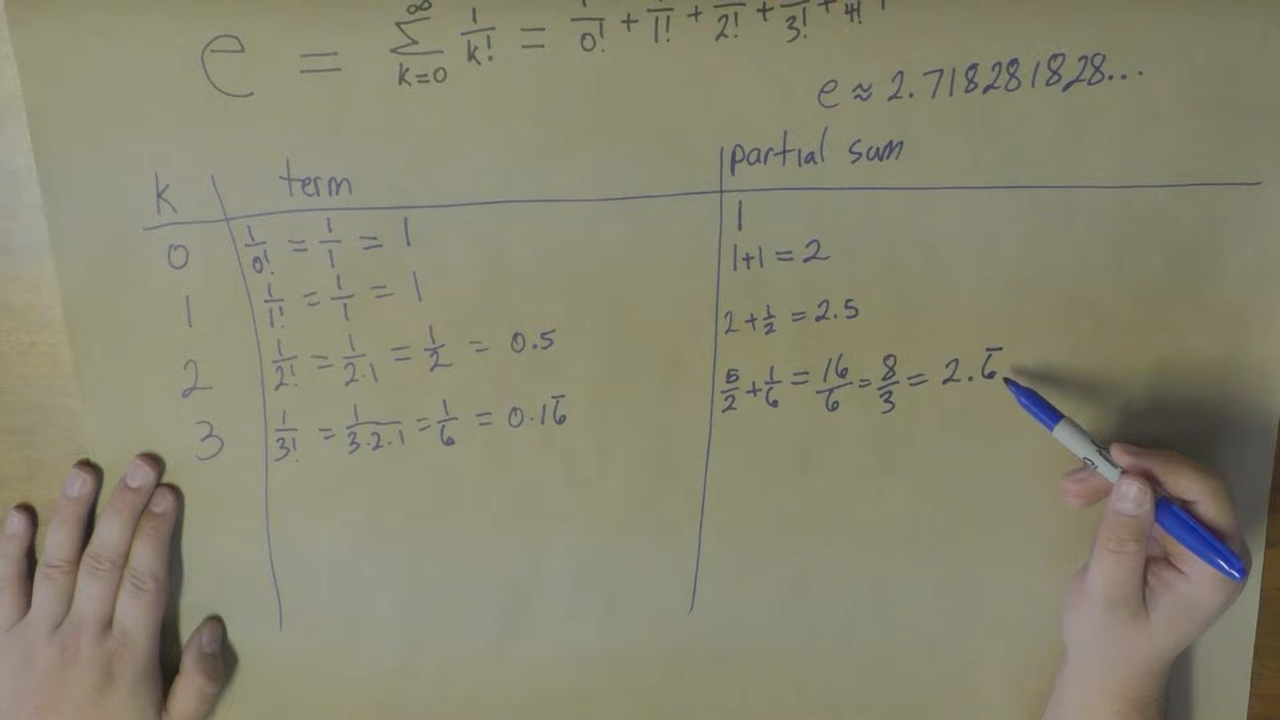 e = ∞∑k=0 1/k! = 1/0! + 1/1! + 1/2! + 1/3! + 1/4! +
e ≈ 2.718281828...
k term partial sum
0 1/0! = 1/1 = 1 1
1 1/1! = 1/1 = 1 1+1 = 2
2 1/2! = 1/2·1 = 1/2 = 0.5 2 + 1/2 = 2.5
3 1/3! = 1/3·2·1 = 1/6 = 0.16̅ 5/2 + 1/6 = 16/6 = 8/3 = 2.6̅